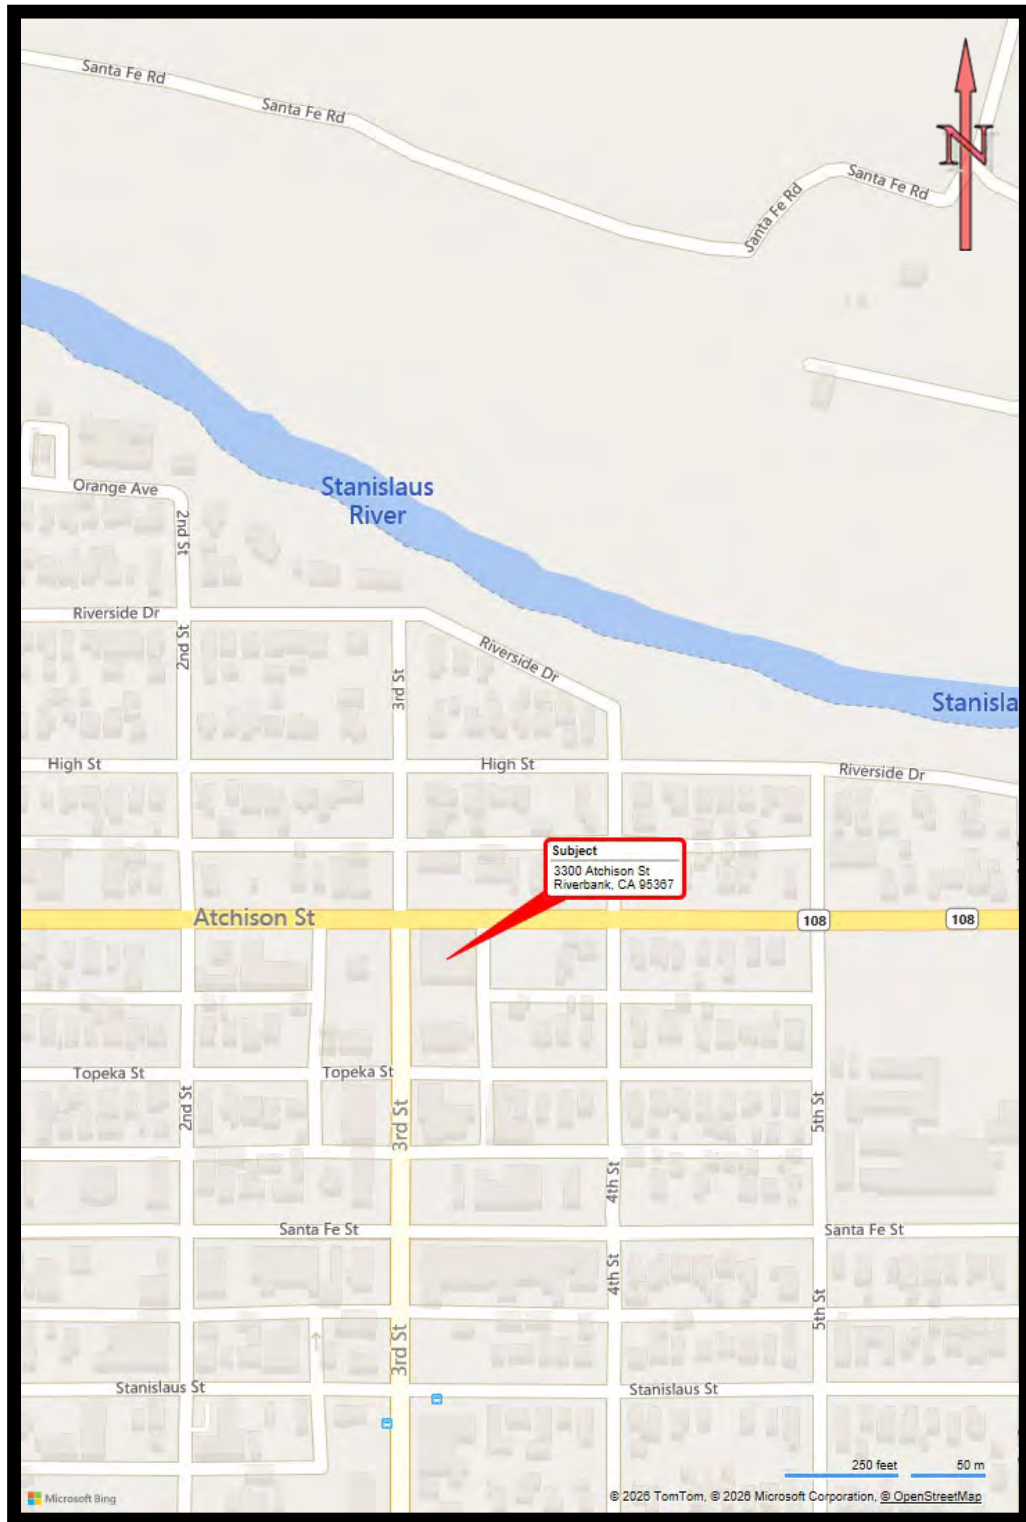 Santa Fe Rd
Santa Fe Rd
N
Santa Fe Rd
Santa Fe Rd
Stanislaus
River
Orange Ave
2nd St
Riverside Dr
2nd St
3rd St
Riverside Dr
Stanisla
High St
High St
Riverside Dr
Subject
3300 Atchison St
Riverbank, CA 95367
Atchison St
108
108
Topeka St
Topeka St
2nd St
3rd St
5th St
4th St
Santa Fe St
Santa Fe St
4th St
5th St
3rd St
Stanislaus St
Stanislaus St
250 feet
50 m
Microsoft Bing
© 2026 TomTom, © 2026 Microsoft Corporation, © OpenStreetMap